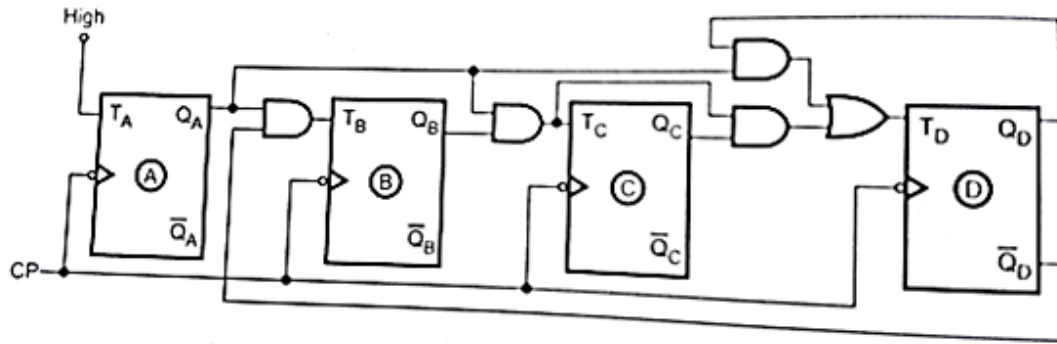 High
T_A Q_A
A
Q̅_A
T_B Q_B
B
Q̅_B
T_C Q_C
C
Q̅_C
T_D Q_D
D
Q̅_D
CP